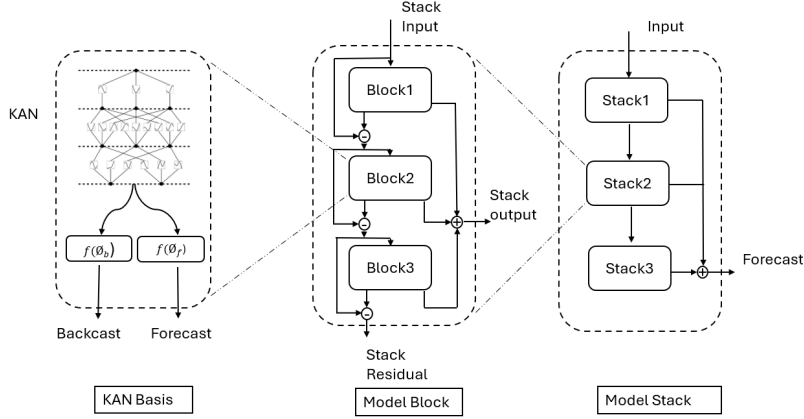 KAN
f(Ø_b)
f(Ø_f)
Backcast
Forecast
KAN Basis
Stack
Input
Block1
-
Block2
-
Block3
-
+
Stack
output
Stack
Residual
Model Block
Input
Stack1
Stack2
Stack3
+
Forecast
Model Stack